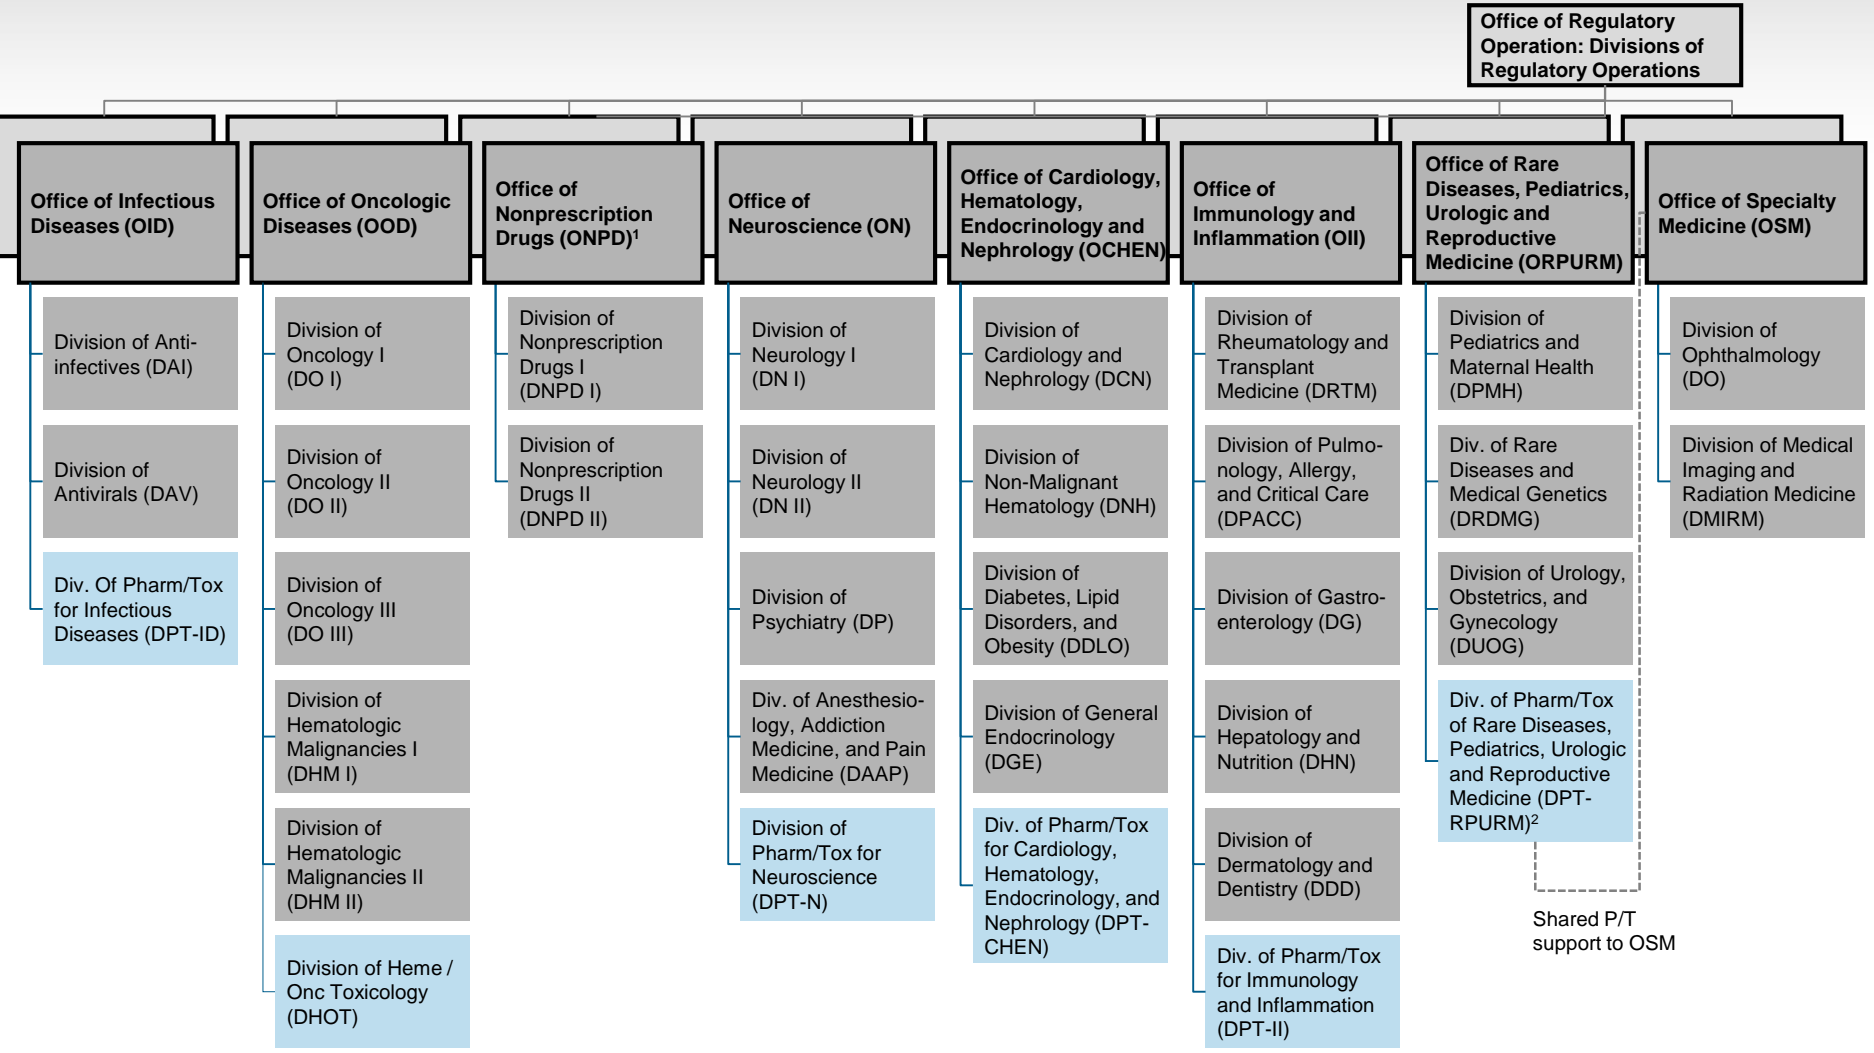 Office of Regulatory
Operation: Divisions of
Regulatory Operations
Office of Infectious
Diseases (OID)
Division of Anti-
infectives (DAI)
Division of
Antivirals (DAV)
Div. Of Pharm/Tox
for Infectious
Diseases (DPT-ID)
Office of Oncologic
Diseases (OOD)
Division of
Oncology I
(DO I)
Division of
Oncology II
(DO II)
Division of
Oncology III
(DO III)
Division of
Hematologic
Malignancies I
(DHM I)
Division of
Hematologic
Malignancies II
(DHM II)
Division of Heme /
Onc Toxicology
(DHOT)
Office of
Nonprescription
Drugs (ONPD)1
Division of
Nonprescription
Drugs I
(DNPD I)
Division of
Nonprescription
Drugs II
(DNPD II)
Office of
Neuroscience (ON)
Division of
Neurology I
(DN I)
Division of
Neurology II
(DN II)
Division of
Psychiatry (DP)
Div. of Anesthesio-
logy, Addiction
Medicine, and Pain
Medicine (DAAP)
Division of
Pharm/Tox for
Neuroscience
(DPT-N)
Office of Cardiology,
Hematology,
Endocrinology and
Nephrology (OCHEN)
Division of
Cardiology and
Nephrology (DCN)
Division of
Non-Malignant
Hematology (DNH)
Division of
Diabetes, Lipid
Disorders, and
Obesity (DDLO)
Division of General
Endocrinology
(DGE)
Div. of Pharm/Tox
for Cardiology,
Hematology,
Endocrinology, and
Nephrology (DPT-
CHEN)
Office of
Immunology and
Inflammation (OII)
Division of
Rheumatology and
Transplant
Medicine (DRTM)
Division of Pulmo-
nology, Allergy,
and Critical Care
(DPACC)
Division of Gastro-
enterology (DG)
Division of
Hepatology and
Nutrition (DHN)
Division of
Dermatology and
Dentistry (DDD)
Div. of Pharm/Tox
for Immunology
and Inflammation
(DPT-II)
Office of Rare
Diseases, Pediatrics,
Urologic and
Reproductive
Medicine (ORPURM)
Division of
Pediatrics and
Maternal Health
(DPMH)
Div. of Rare
Diseases and
Medical Genetics
(DRDMG)
Division of Urology,
Obstetrics, and
Gynecology
(DUOG)
Div. of Pharm/Tox
of Rare Diseases,
Pediatrics, Urologic
and Reproductive
Medicine (DPT-
RPURM)2
Shared P/T
support to OSM
Office of Specialty
Medicine (OSM)
Division of
Ophthalmology
(DO)
Division of Medical
Imaging and
Radiation Medicine
(DMIRM)